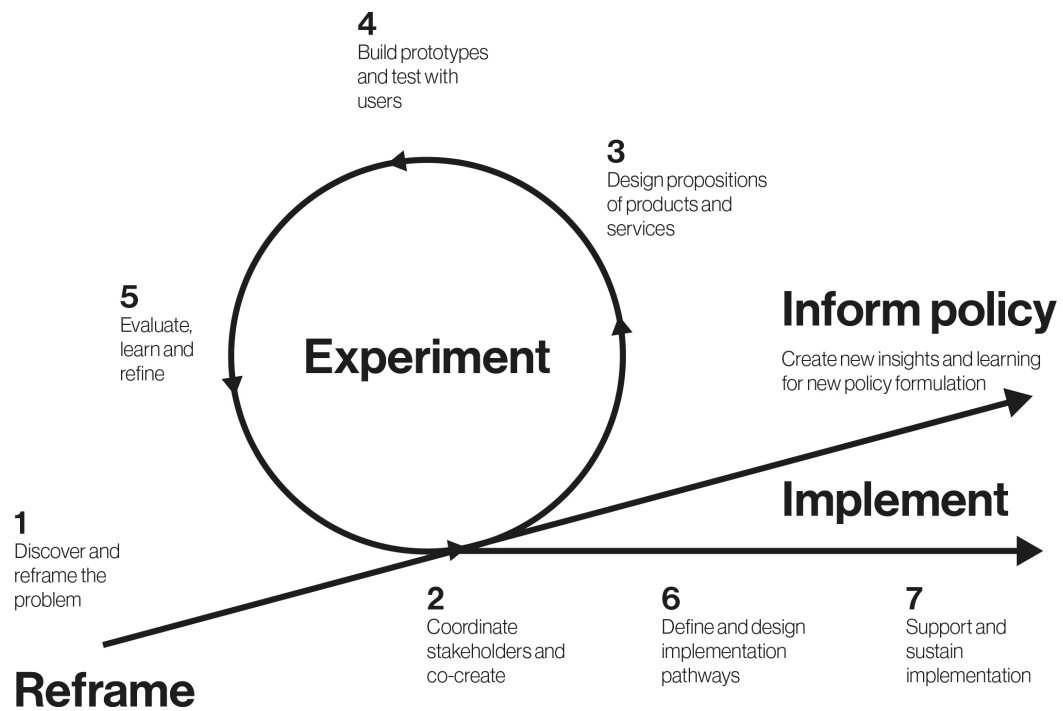 4
Build prototypes
and test with
users
3
Design propositions
of products and
services
5
Evaluate,
learn and
refine
Experiment
Inform policy
Create new insights and learning
for new policy formulation
Implement
1
Discover and
reframe the
problem
Reframe
2
Coordinate
stakeholders and
co-create
6
Define and design
implementation
pathways
7
Support and
sustain
implementation